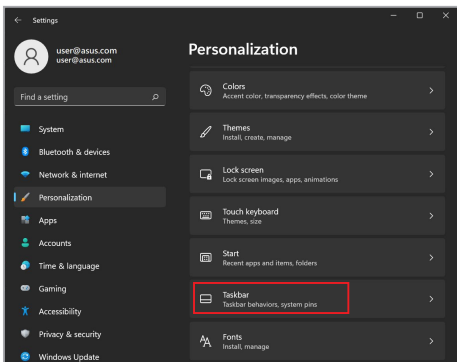 Settings
user@asus.com
user@asus.com
Find a setting
System
Bluetooth & devices
Network & internet
Personalization
Apps
Accounts
Time & language
Gaming
Accessibility
Privacy & security
Windows Update
Personalization
Colors
Accent color, transparency effects, color theme
Themes
Install, create, manage
Lock screen
Lock screen images, apps, animations
Touch keyboard
Themes, size
Start
Recent apps and items, folders
Taskbar
Taskbar behaviors, system pins
Fonts
Install, manage